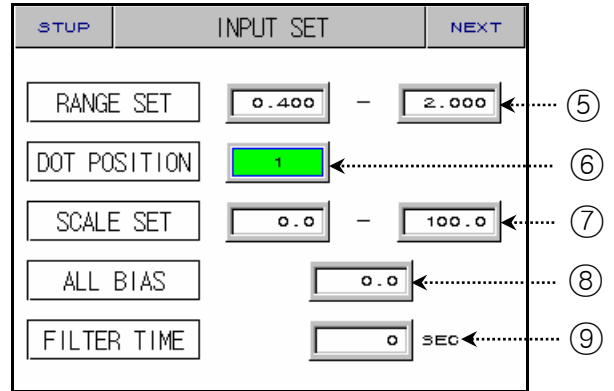 STUP INPUT SET NEXT
RANGE SET 0.400 - 2.000 ⑤
DOT POSITION 1 ⑥
SCALE SET 0.0 - 100.0 ⑦
ALL BIAS 0.0 ⑧
FILTER TIME 0 SEC ⑨